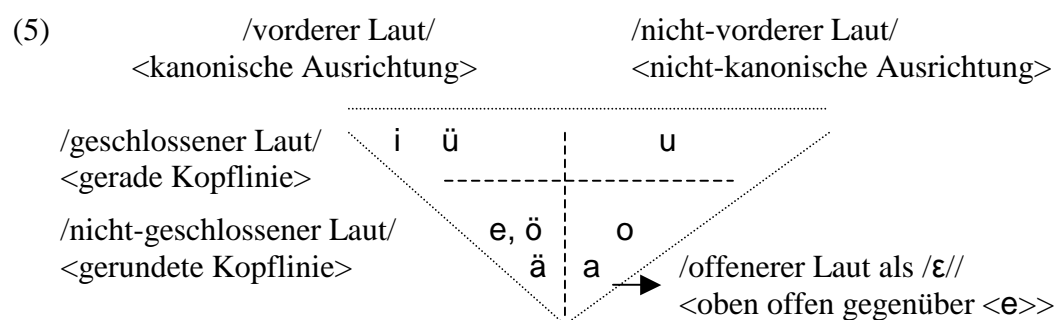 (5) /vorderer Laut/ /nicht-vorderer Laut/
<kanonische Ausrichtung> <nicht-kanonische Ausrichtung>
/geschlossener Laut/ i ü u
<gerade Kopflinie>
/nicht-geschlossener Laut/ e, ö o
<gerundete Kopflinie> ä a /offenerer Laut als /ɛ//
<oben offen gegenüber <e>>